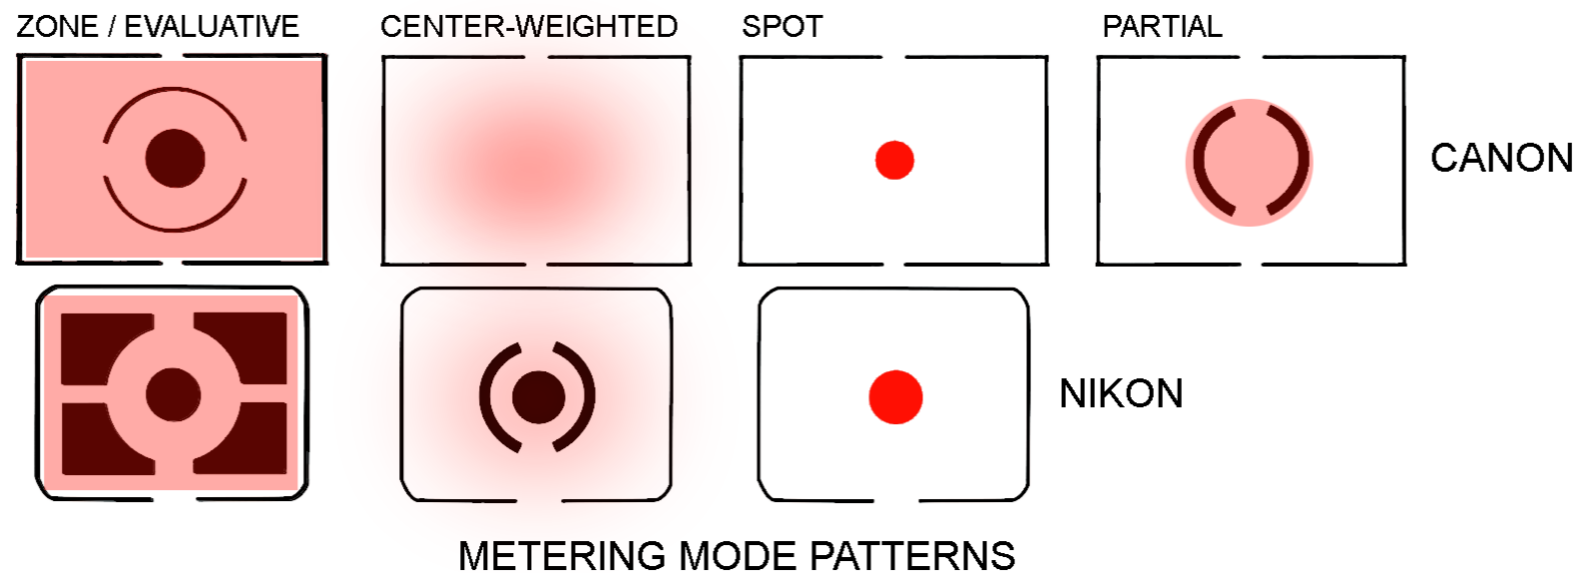 ZONE / EVALUATIVE
CENTER-WEIGHTED
SPOT
PARTIAL
CANON
NIKON
METERING MODE PATTERNS